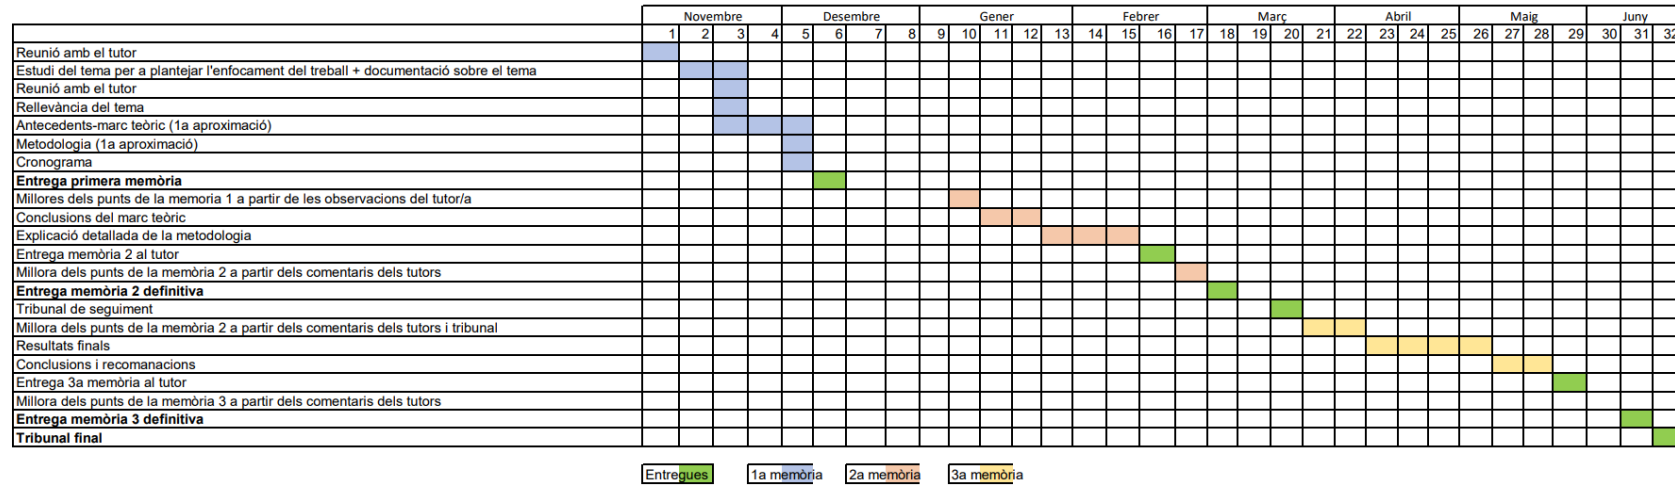 Novembre Desembre Gener Febrer Març Abril Maig Juny
1 2 3 4 5 6 7 8 9 10 11 12 13 14 15 16 17 18 19 20 21 22 23 24 25 26 27 28 29 30 31 32
Reunió amb el tutor
Estudi del tema per a plantejar l'enfocament del treball + documentació sobre el tema
Reunió amb el tutor
Rellevància del tema
Antecedents-marc teòric (1a aproximació)
Metodologia (1a aproximació)
Cronograma
Entrega primera memòria
Millores dels punts de la memoria 1 a partir de les observacions del tutor/a
Conclusions del marc teòric
Explicació detallada de la metodologia
Entrega memòria 2 al tutor
Millora dels punts de la memòria 2 a partir dels comentaris dels tutors
Entrega memòria 2 definitiva
Tribunal de seguiment
Millora dels punts de la memòria 2 a partir dels comentaris dels tutors i tribunal
Resultats finals
Conclusions i recomanacions
Entrega 3a memòria al tutor
Millora dels punts de la memòria 3 a partir dels comentaris dels tutors
Entrega memòria 3 definitiva
Tribunal final
Entregues 1a memòria 2a memòria 3a memòria